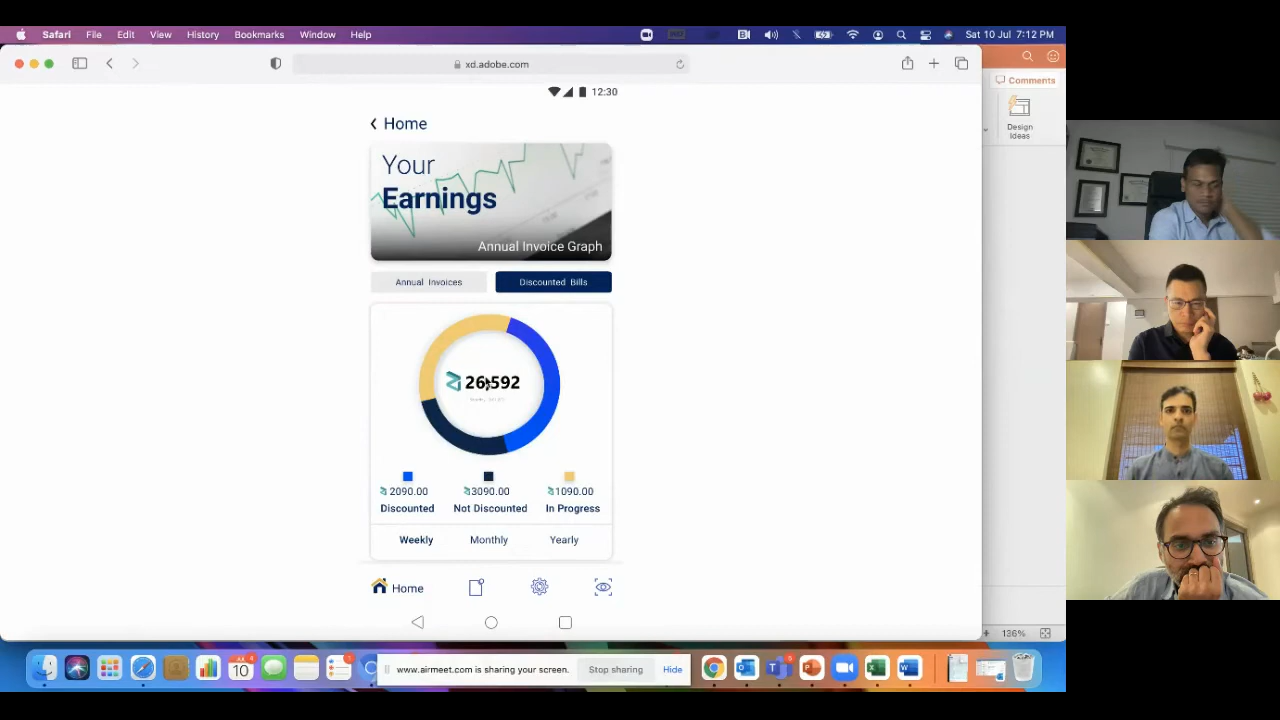 Safari File Edit View History Bookmarks Window Help Sat 10 Jul 7:12 PM
xd.adobe.com
Comments
Design
Ideas
12:30
Home
Your
Earnings
Annual Invoice Graph
Annual Invoices Discounted Bills
26,592
2090.00 3090.00 1090.00
Discounted Not Discounted In Progress
Weekly Monthly Yearly
Home
136%
JUL
10
www.airmeet.com is sharing your screen. Stop sharing Hide